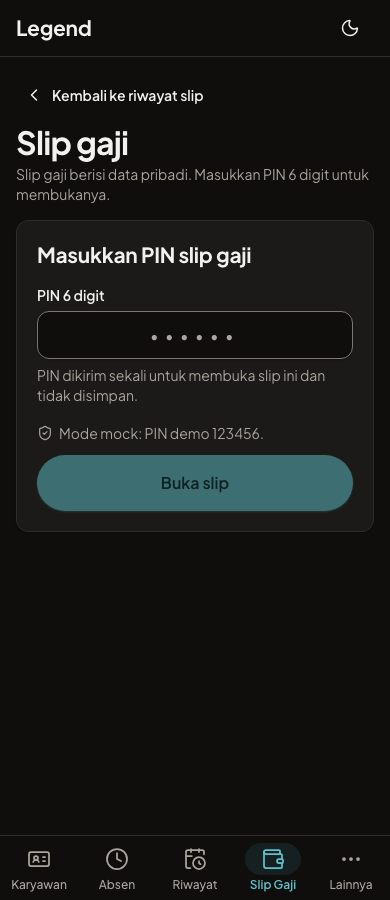 Legend
Kembali ke riwayat slip
Slip gaji
Slip gaji berisi data pribadi. Masukkan PIN 6 digit untuk
membukanya.
Masukkan PIN slip gaji
PIN 6 digit
••••••
PIN dikirim sekali untuk membuka slip ini dan
tidak disimpan.
Mode mock: PIN demo 123456.
Buka slip
Karyawan
Absen
Riwayat
Slip Gaji
Lainnya